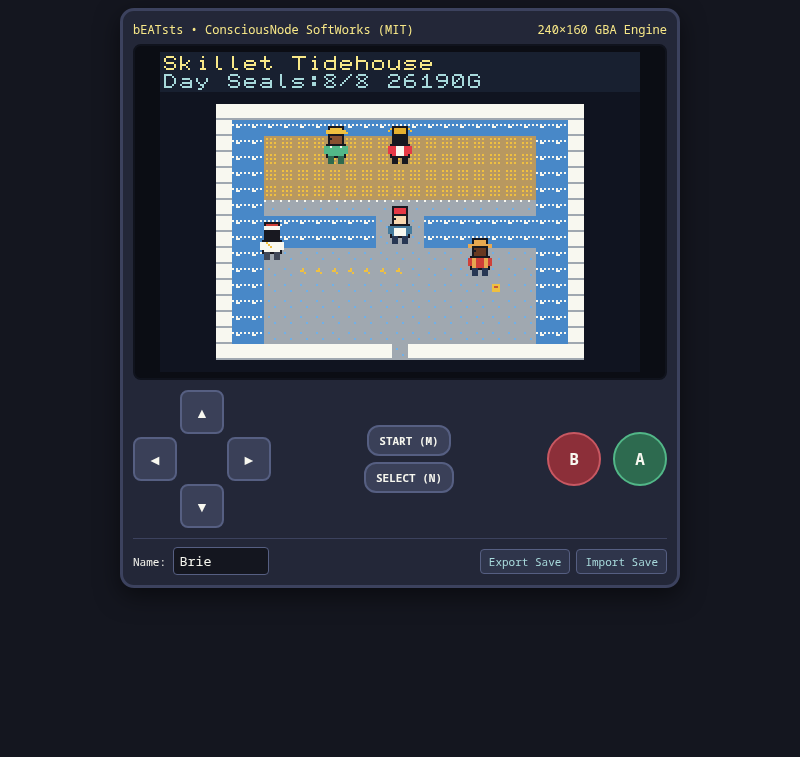 bEATsts • ConsciousNode SoftWorks (MIT) 240×160 GBA Engine
Skillet Tidehouse
Day Seals:8/8 26190G
▲
◀ ▶
▼
START (M)
SELECT (N)
B A
Name: Brie Export Save Import Save